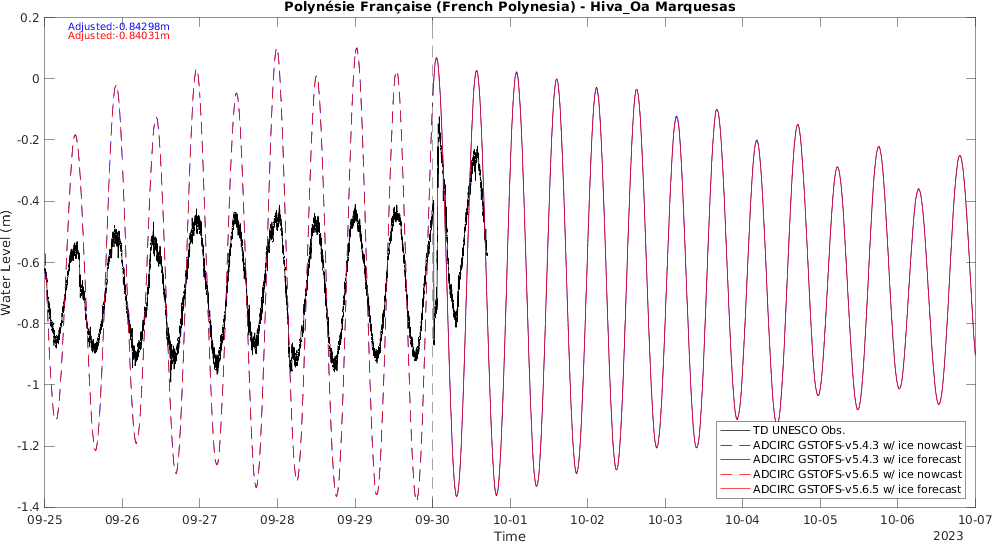 Polynésie Française (French Polynesia) - Hiva_Oa Marquesas
Adjusted:-0.84298m
Adjusted:-0.84031m
0.2
0
-0.2
-0.4
-0.6
-0.8
-1
-1.2
-1.4
Water Level (m)
TD UNESCO Obs.
ADCIRC GSTOFS-v5.4.3 w/ ice nowcast
ADCIRC GSTOFS-v5.4.3 w/ ice forecast
ADCIRC GSTOFS-v5.6.5 w/ ice nowcast
ADCIRC GSTOFS-v5.6.5 w/ ice forecast
09-25 09-26 09-27 09-28 09-29 09-30 10-01 10-02 10-03 10-04 10-05 10-06 10-07
Time
2023